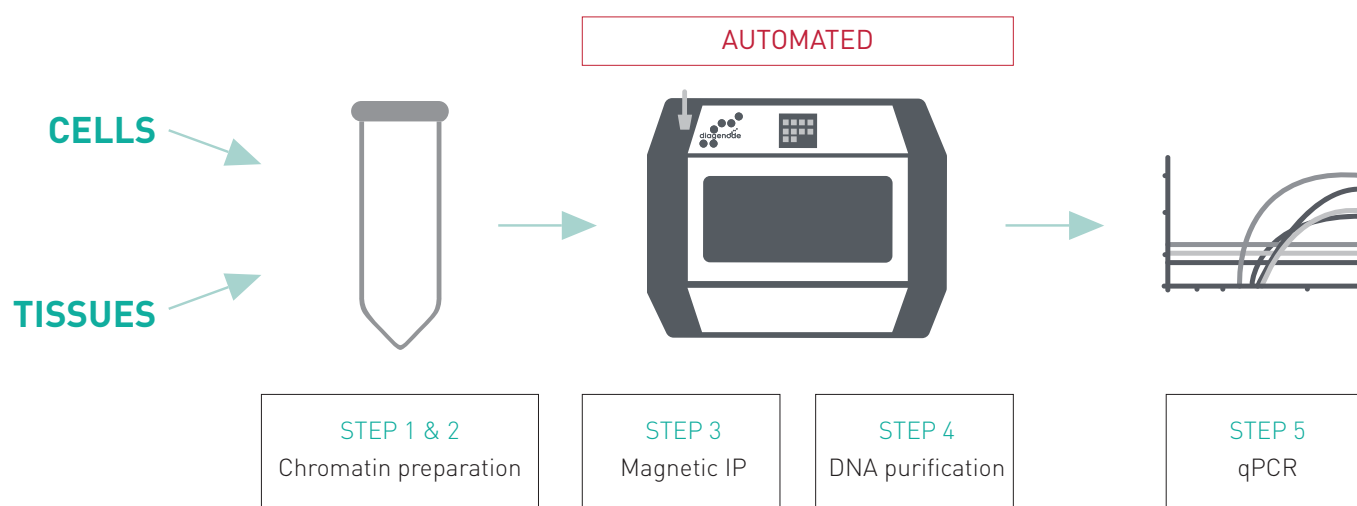 AUTOMATED
CELLS
TISSUES
diagenode
STEP 1 & 2
Chromatin preparation
STEP 3
Magnetic IP
STEP 4
DNA purification
STEP 5
qPCR